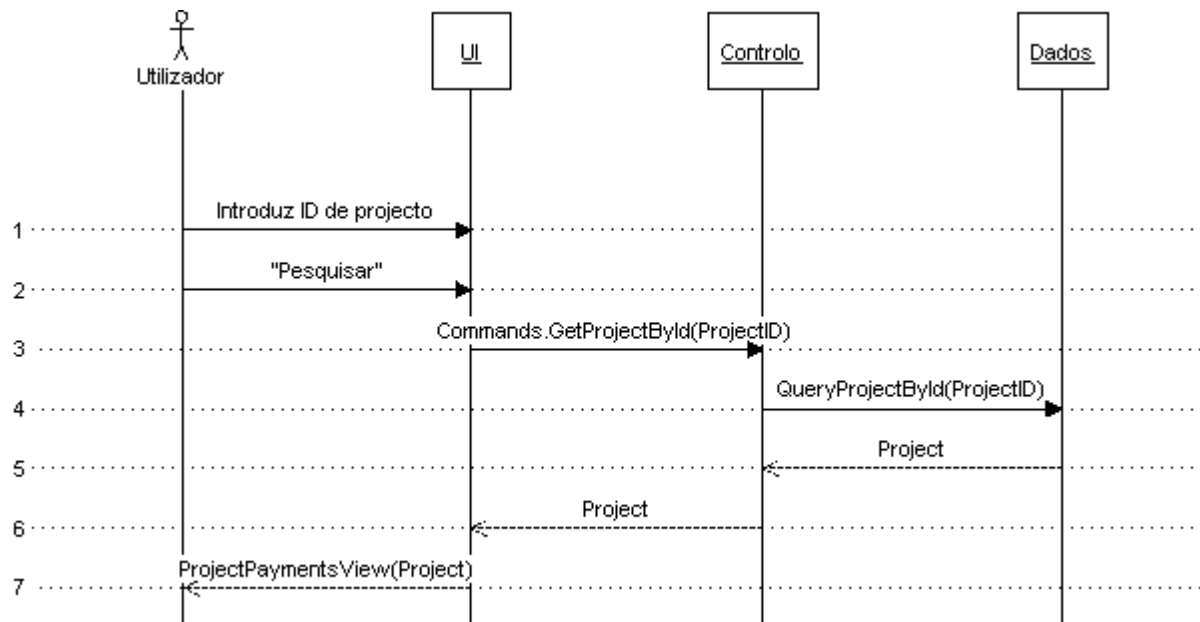 Utilizador
UI
Controlo
Dados
1
Introduz ID de projecto
2
"Pesquisar"
3
Commands.GetProjectById(ProjectID)
4
QueryProjectById(ProjectID)
5
Project
6
Project
7
ProjectPaymentsView(Project)